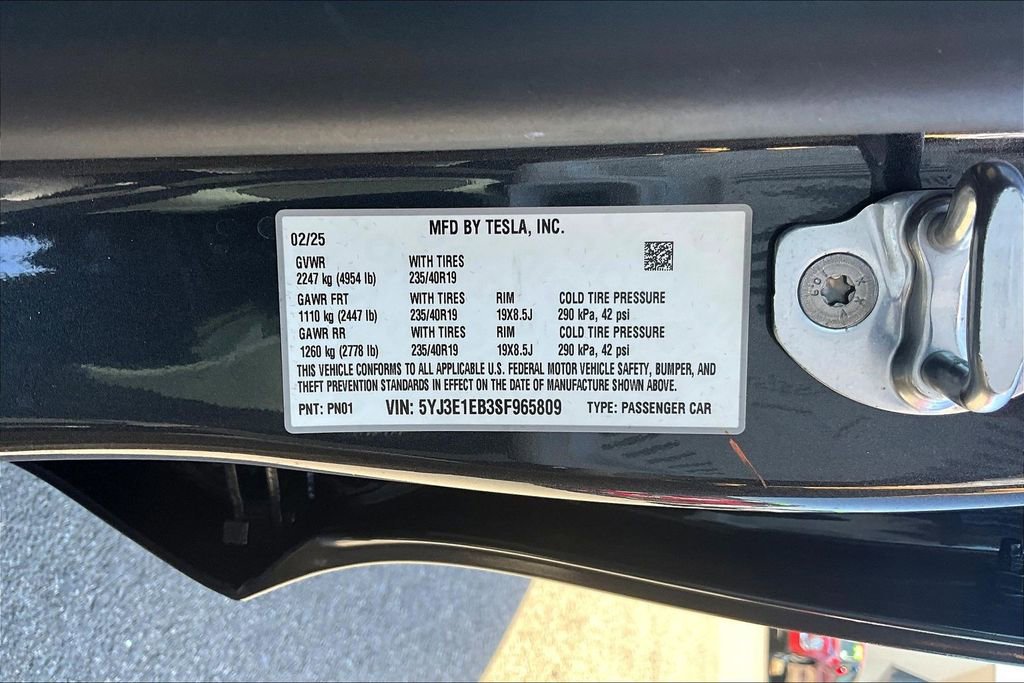 MFD BY TESLA, INC.
02/25
GVWR WITH TIRES
2247 kg (4954 lb) 235/40R19
GAWR FRT WITH TIRES RIM COLD TIRE PRESSURE
1110 kg (2447 lb) 235/40R19 19X8.5J 290 kPa, 42 psi
GAWR RR WITH TIRES RIM COLD TIRE PRESSURE
1260 kg (2778 lb) 235/40R19 19X8.5J 290 kPa, 42 psi
THIS VEHICLE CONFORMS TO ALL APPLICABLE U.S. FEDERAL MOTOR VEHICLE SAFETY, BUMPER, AND
THEFT PREVENTION STANDARDS IN EFFECT ON THE DATE OF MANUFACTURE SHOWN ABOVE.
PNT: PN01 VIN: 5YJ3E1EB3SF965809 TYPE: PASSENGER CAR